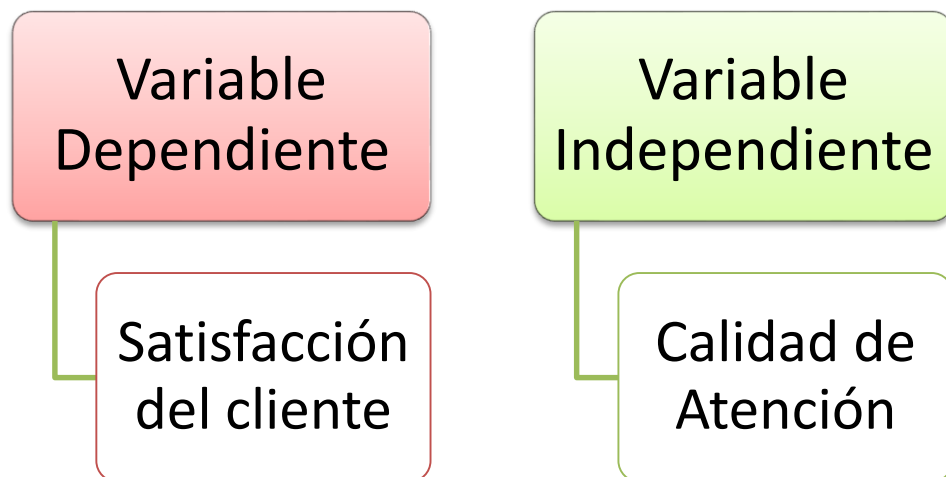 Variable
Dependiente
Satisfacción
del cliente
Variable
Independiente
Calidad de
Atención